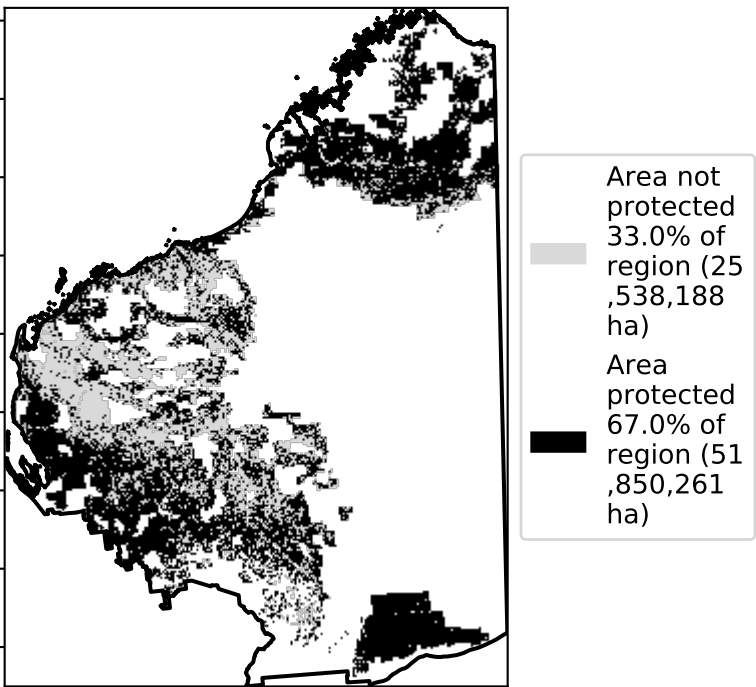 Area not
protected
33.0% of
region (25
,538,188
ha)
Area
protected
67.0% of
region (51
,850,261
ha)